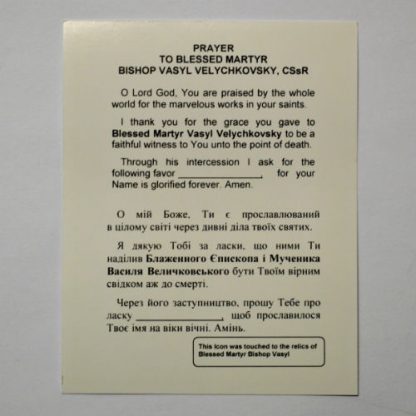 PRAYER
TO BLESSED MARTYR
BISHOP VASYL VELYCHKOVSKY, CSsR
O Lord God, You are praised by the whole
world for the marvelous works in your saints.
I thank you for the grace you gave to
Blessed Martyr Vasyl Velychkovsky to be a
faithful witness to You unto the point of death.
Through his intercession I ask for the
following favor _______________, for your
Name is glorified forever. Amen.
О мій Боже, Ти є прославлюваний
в цілому світі через дивні діла твоїх святих.
Я дякую Тобі за ласки, що ними Ти
наділив Блаженного Єпископа і Мученика
Василя Величковського бути Твоїм вірним
свідком аж до смерті.
Через його заступництво, прошу Тебе про
ласку _______________, щоб прославилося
Твоє імя на віки вічні. Амінь.
This Icon was touched to the relics of
Blessed Martyr Bishop Vasyl